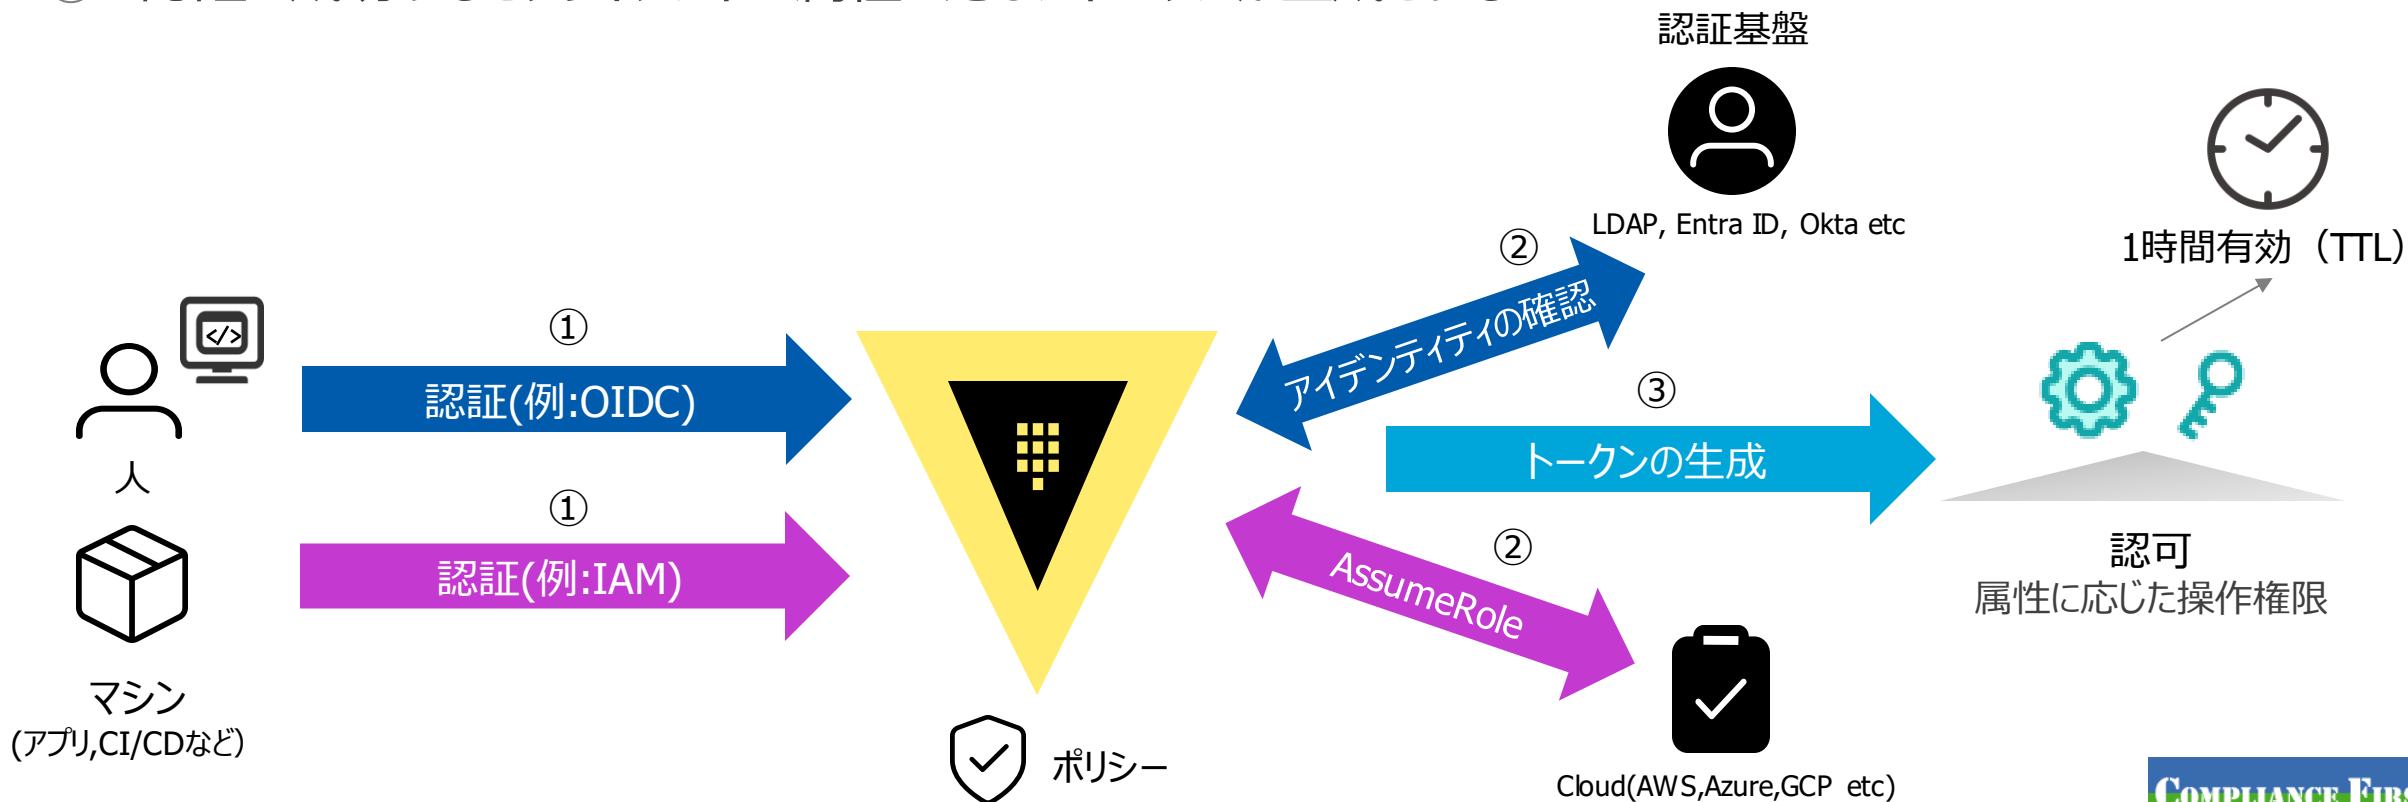 認証基盤
LDAP, Entra ID, Okta etc
1時間有効（TTL）
②
アイデンティティの確認
①
認証(例:OIDC)
</>
人
③
トークンの生成
①
認証(例:IAM)
②
AssumeRole
認可
属性に応じた操作権限
マシン
(アプリ,CI/CDなど)
ポリシー
Cloud(AWS,Azure,GCP etc)
COMPLIANCE